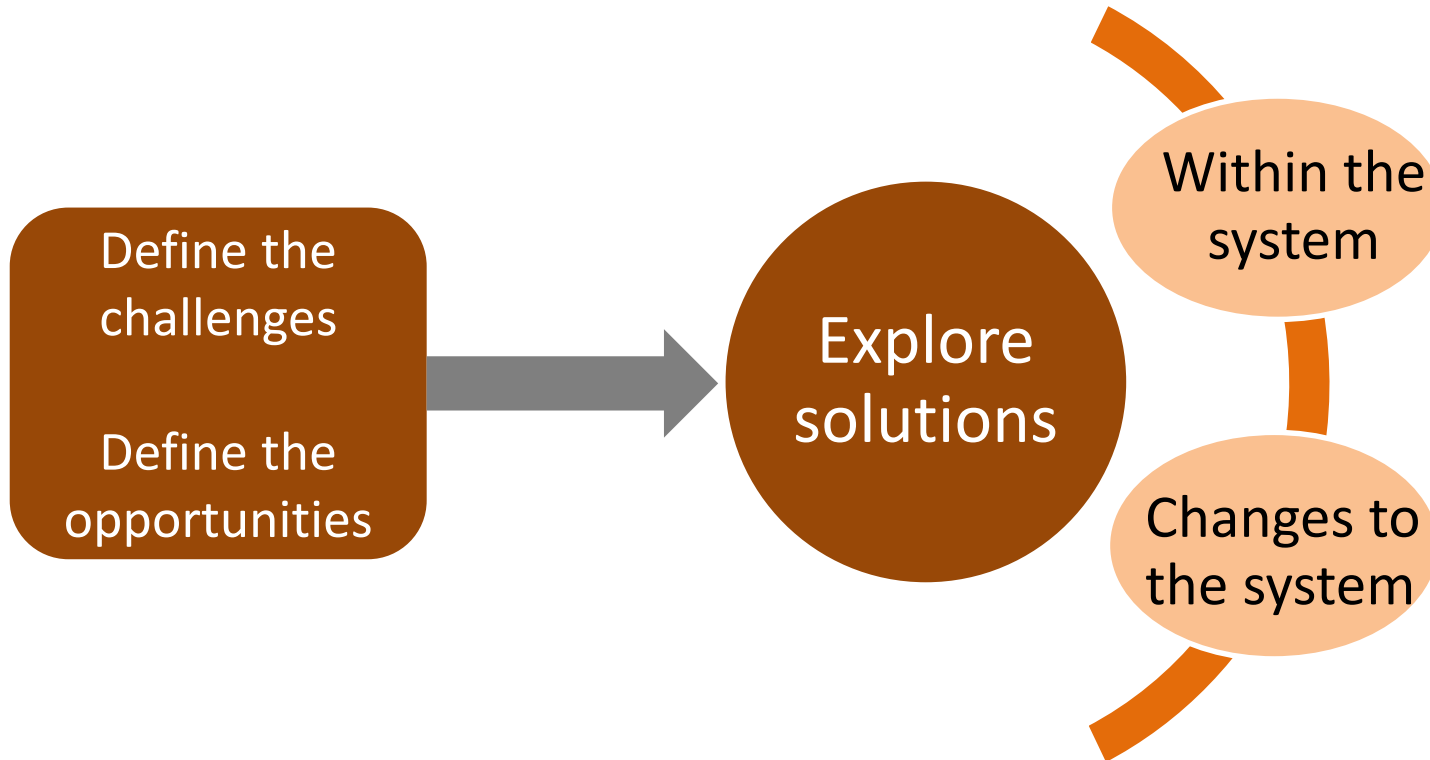 Define the
challenges
Define the
opportunities
Explore
solutions
Within the
system
Changes to
the system